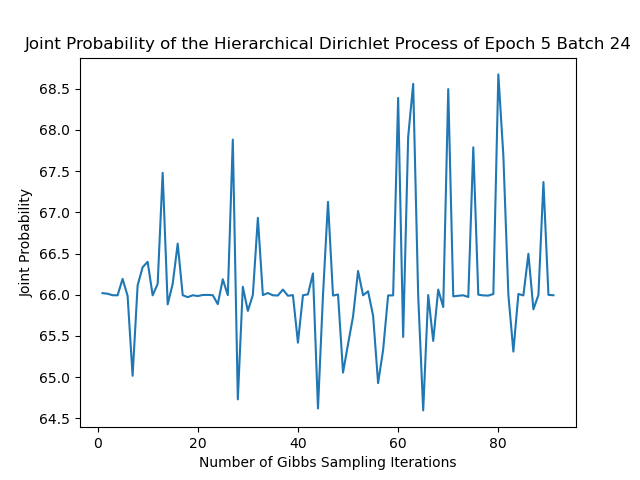 Joint Probability of the Hierarchical Dirichlet Process of Epoch 5 Batch 24
68.5
68.0
67.5
67.0
66.5
66.0
65.5
65.0
64.5
Joint Probability
0 20 40 60 80
Number of Gibbs Sampling Iterations